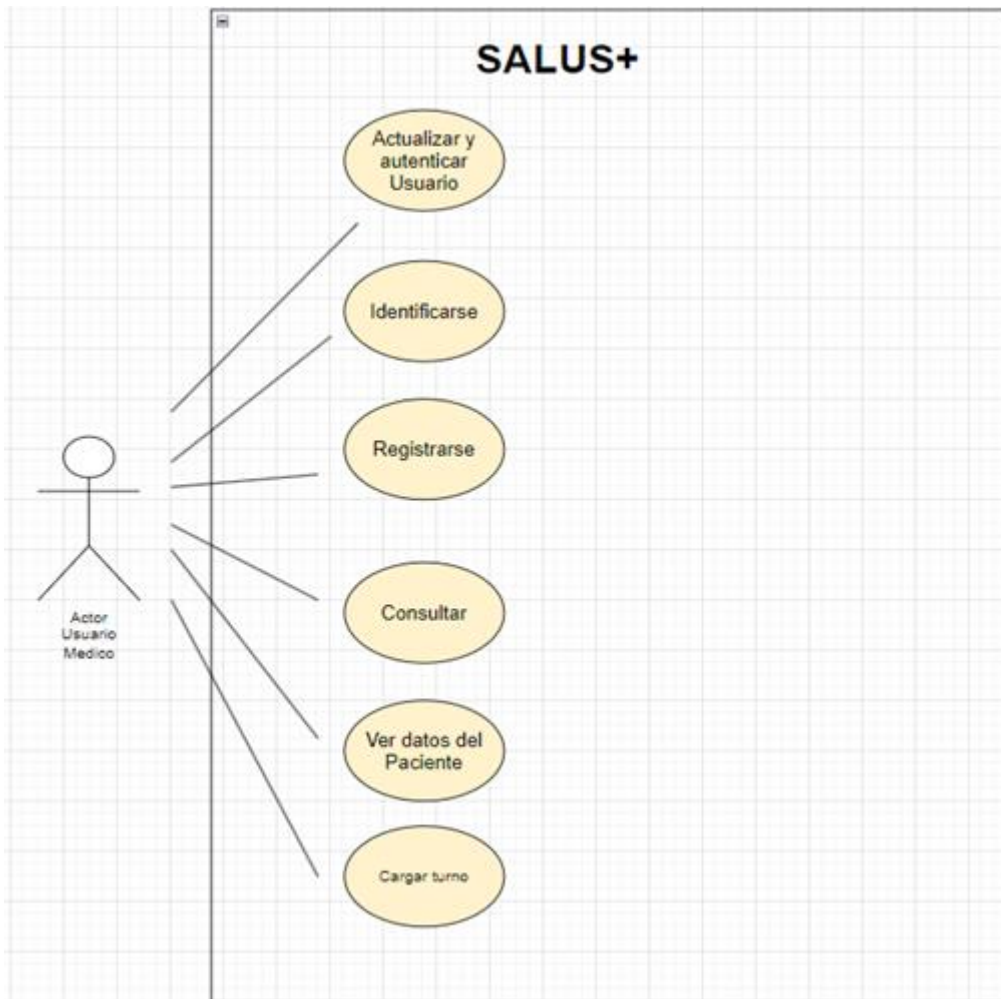 SALUS+
Actualizar y
autenticar
Usuario
Identificarse
Registrarse
Actor
Usuario
Medico
Consultar
Ver datos del
Paciente
Cargar turno